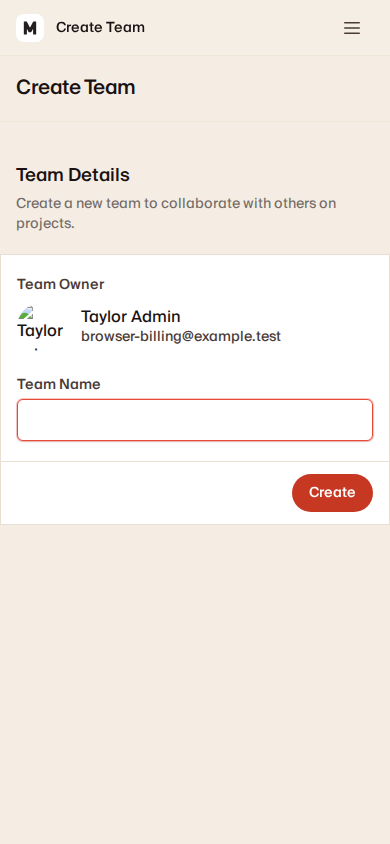 M Create Team
Create Team
Team Details
Create a new team to collaborate with others on
projects.
Team Owner
Taylor
Taylor Admin
browser-billing@example.test
Team Name
Create